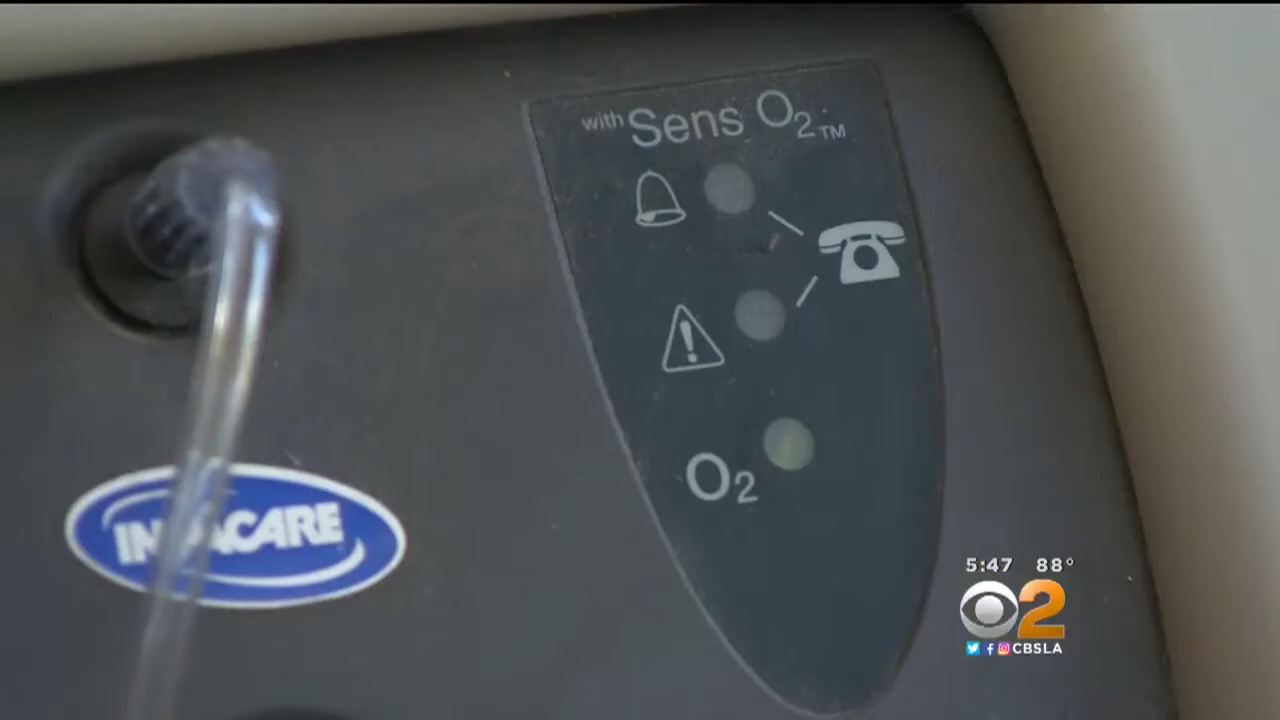 with Sens O₂ ™
O₂
INVACARE
5:47 88°
2
CBSLA